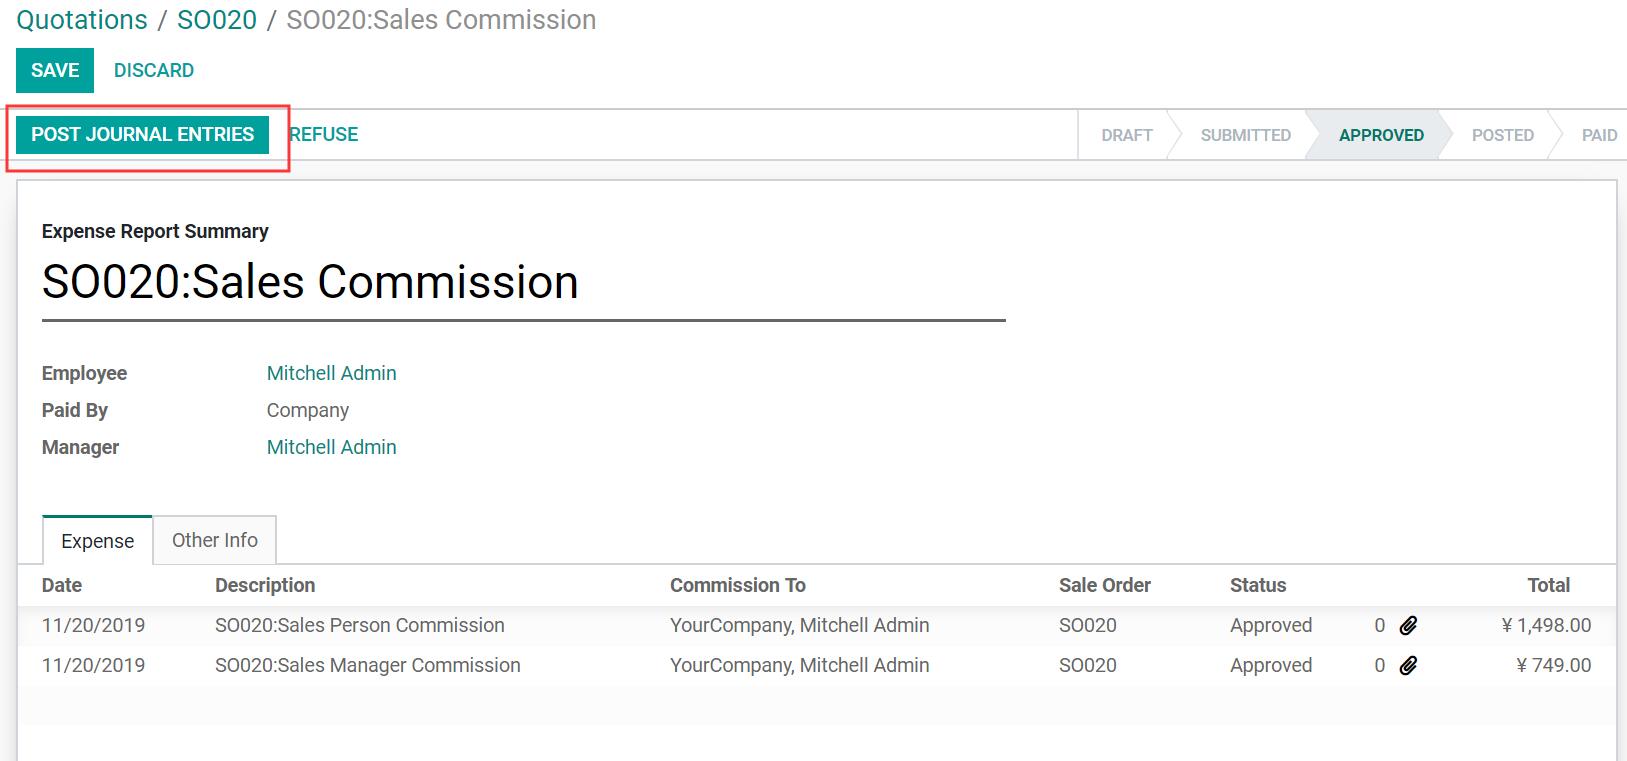 Quotations / SO020 / SO020:Sales Commission
SAVE DISCARD
POST JOURNAL ENTRIES REFUSE DRAFT SUBMITTED APPROVED POSTED PAID
Expense Report Summary
SO020:Sales Commission
Employee Mitchell Admin
Paid By Company
Manager Mitchell Admin
Expense Other Info
Date Description Commission To Sale Order Status Total
11/20/2019 SO020:Sales Person Commission YourCompany, Mitchell Admin SO020 Approved 0 ¥ 1,498.00
11/20/2019 SO020:Sales Manager Commission YourCompany, Mitchell Admin SO020 Approved 0 ¥ 749.00